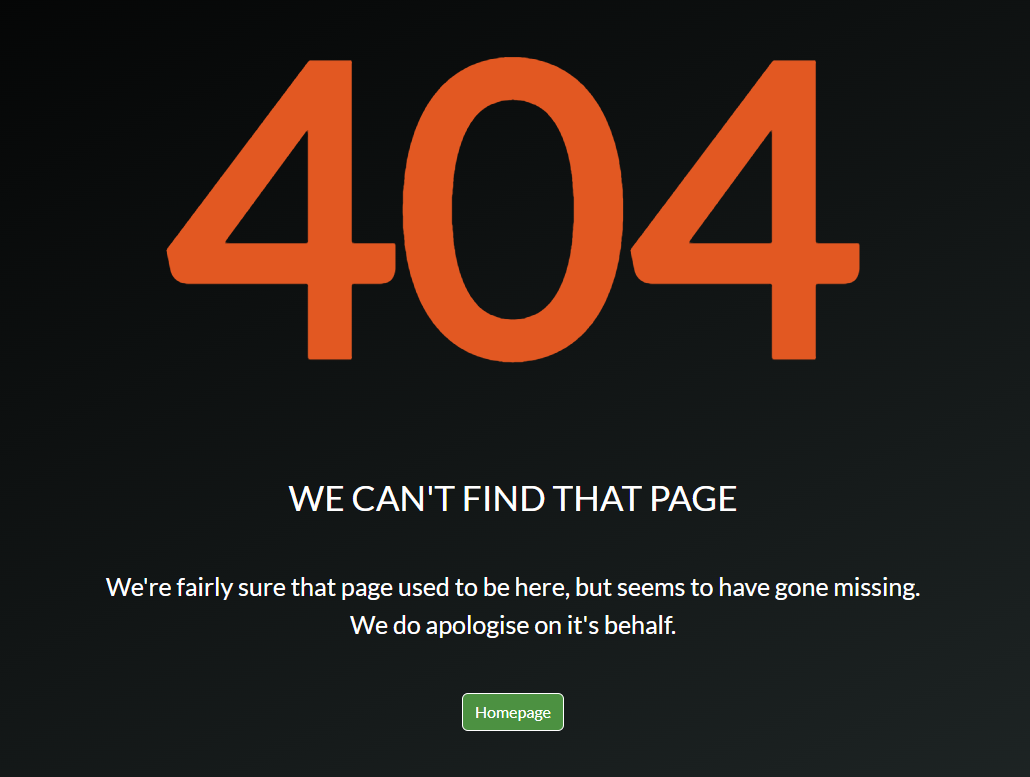 404
WE CAN'T FIND THAT PAGE
We're fairly sure that page used to be here, but seems to have gone missing.
We do apologise on it's behalf.
Homepage